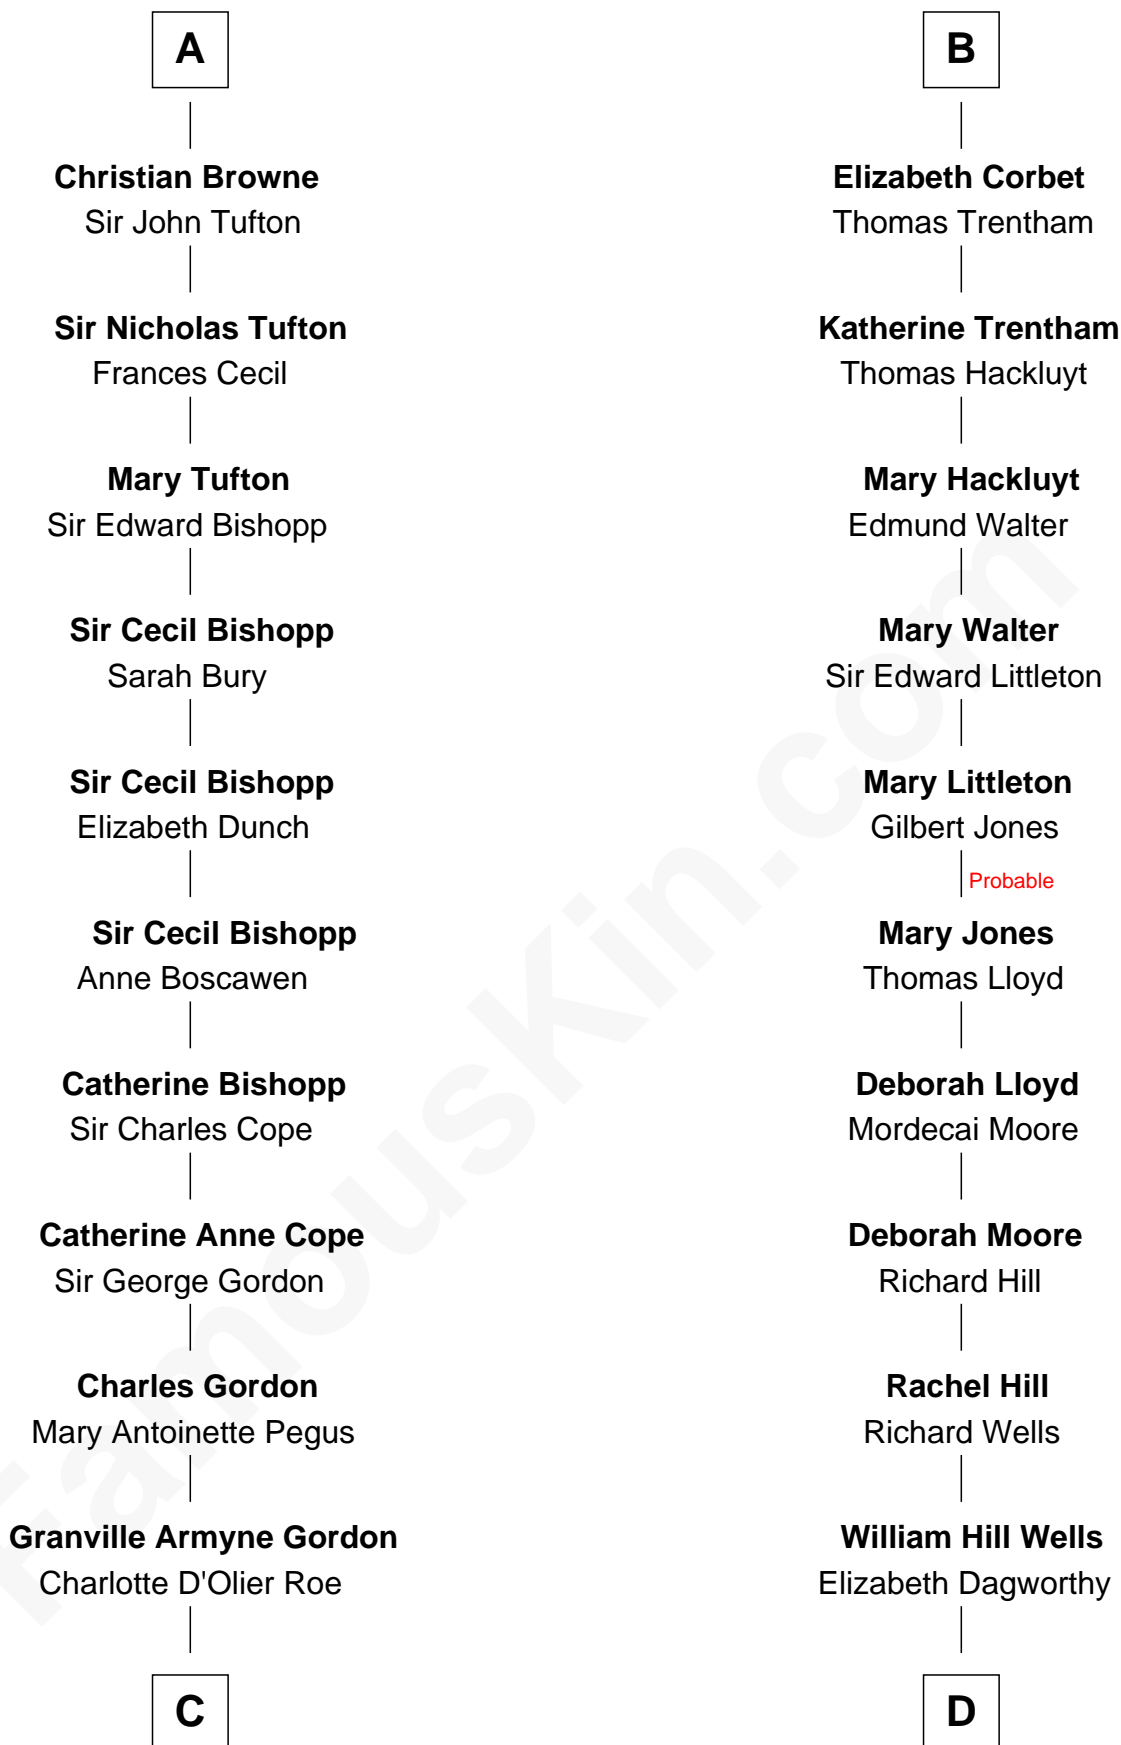 A
Christian Browne
Sir John Tufton
Sir Nicholas Tufton
Frances Cecil
Mary Tufton
Sir Edward Bishopp
Sir Cecil Bishopp
Sarah Bury
Sir Cecil Bishopp
Elizabeth Dunch
Sir Cecil Bishopp
Anne Boscawen
Catherine Bishopp
Sir Charles Cope
Catherine Anne Cope
Sir George Gordon
Charles Gordon
Mary Antoinette Pegus
Granville Armyne Gordon
Charlotte D'Olier Roe
C
B
Elizabeth Corbet
Thomas Trentham
Katherine Trentham
Thomas Hackluyt
Mary Hackluyt
Edmund Walter
Mary Walter
Sir Edward Littleton
Mary Littleton
Gilbert Jones
Probable
Mary Jones
Thomas Lloyd
Deborah Lloyd
Mordecai Moore
Deborah Moore
Richard Hill
Rachel Hill
Richard Wells
William Hill Wells
Elizabeth Dagworthy
D
FamousKin.com